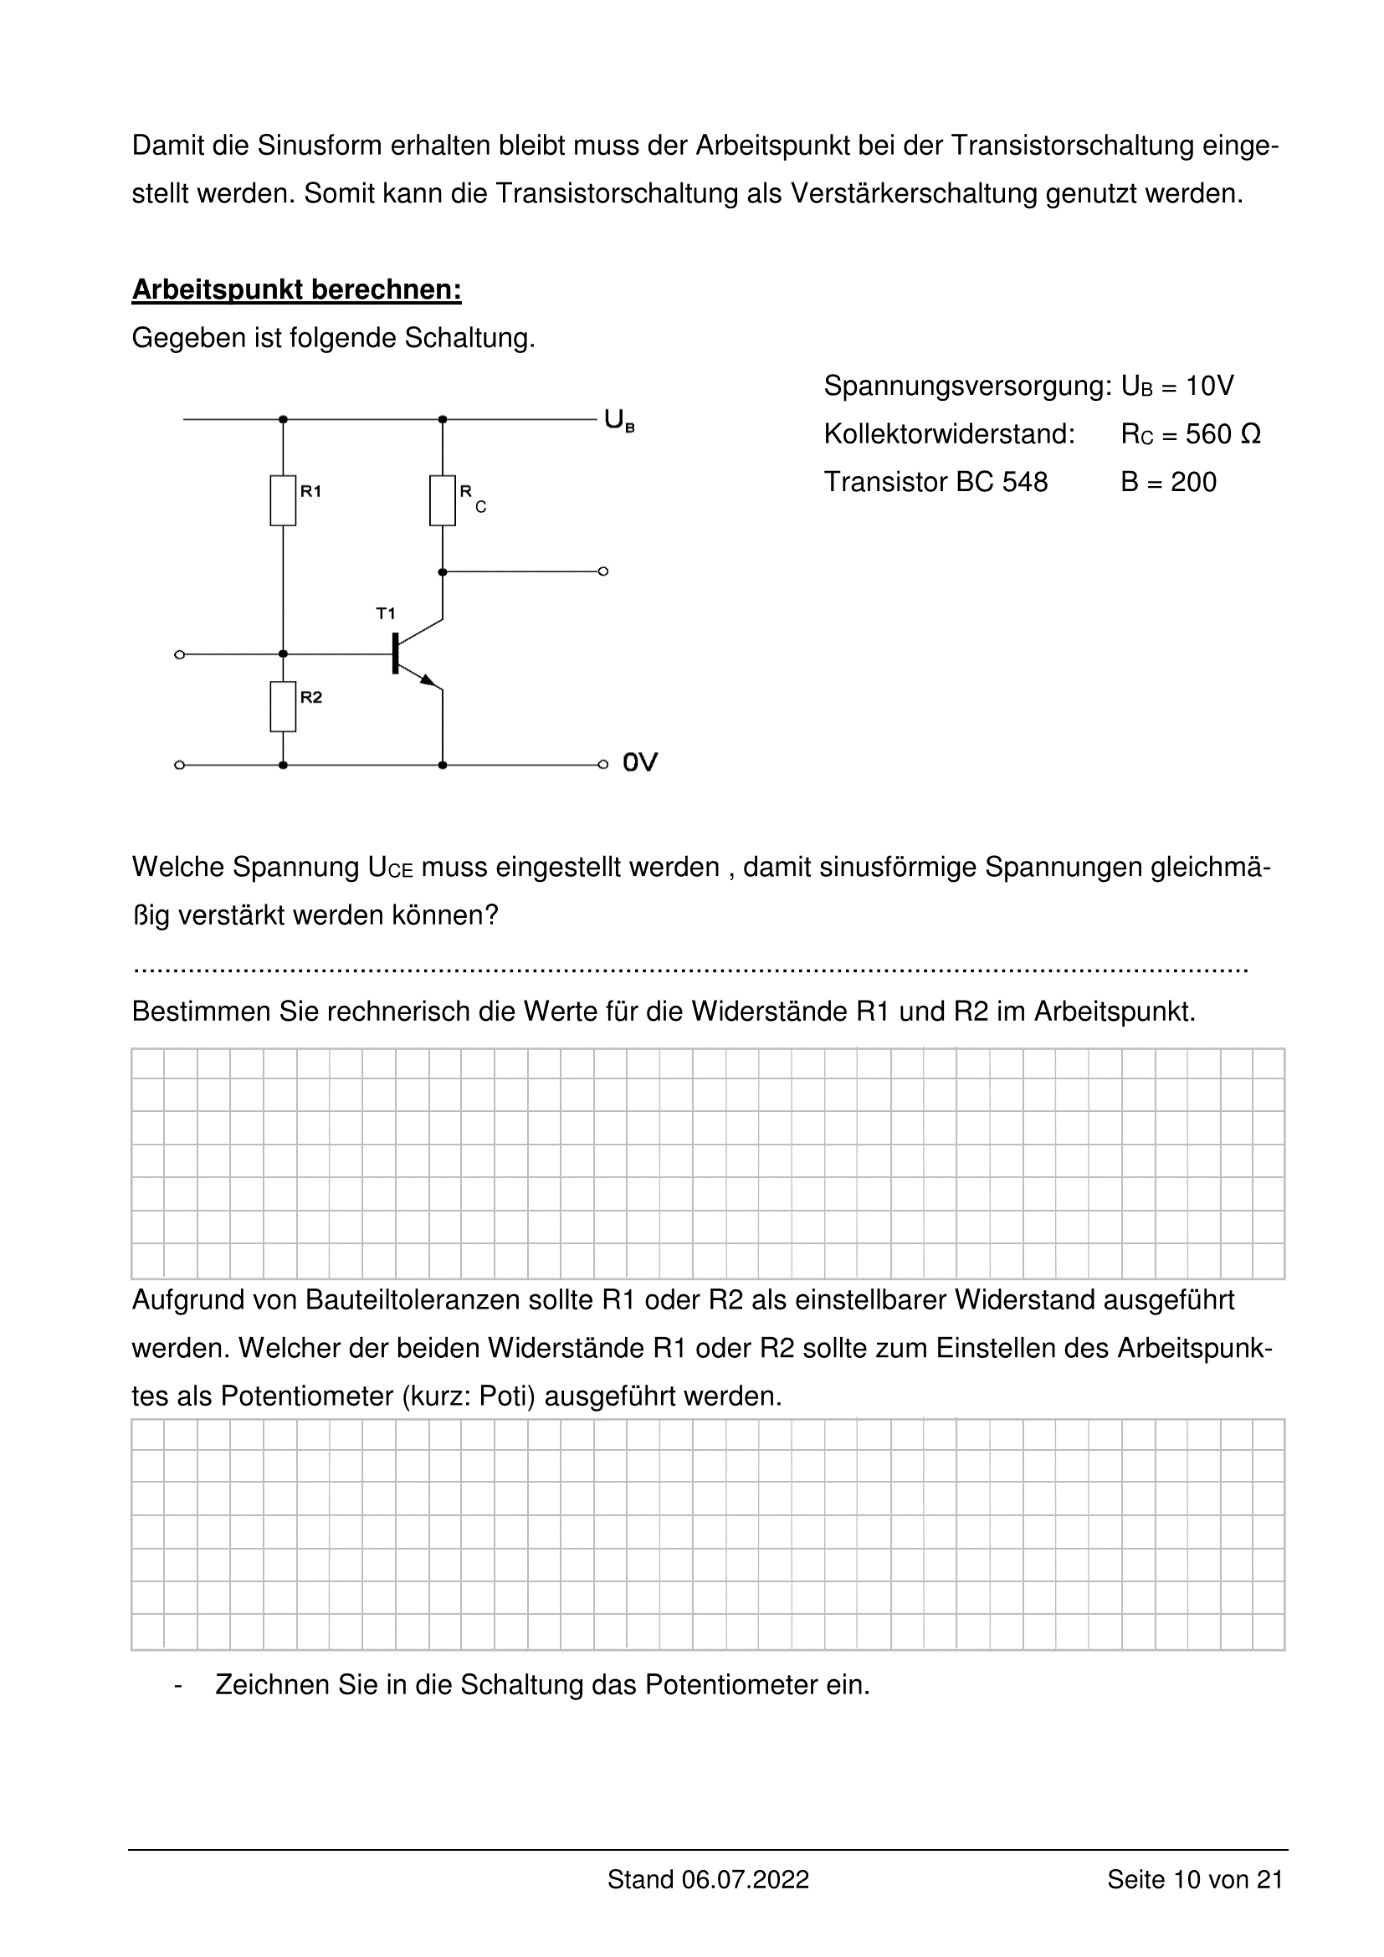 Damit die Sinusform erhalten bleibt muss der Arbeitspunkt bei der Transistorschaltung einge-
stellt werden. Somit kann die Transistorschaltung als Verstärkerschaltung genutzt werden.
Arbeitspunkt berechnen:
Gegeben ist folgende Schaltung.
Spannungsversorgung: UB = 10V
Kollektorwiderstand: RC = 560 Ω
Transistor BC 548 B = 200
UB
R1
R C
T1
R2
0V
Welche Spannung UCE muss eingestellt werden , damit sinusförmige Spannungen gleichmä-
ßig verstärkt werden können?
................................................................................................................................................
Bestimmen Sie rechnerisch die Werte für die Widerstände R1 und R2 im Arbeitspunkt.
Aufgrund von Bauteiltoleranzen sollte R1 oder R2 als einstellbarer Widerstand ausgeführt
werden. Welcher der beiden Widerstände R1 oder R2 sollte zum Einstellen des Arbeitspunk-
tes als Potentiometer (kurz: Poti) ausgeführt werden.
- Zeichnen Sie in die Schaltung das Potentiometer ein.
Stand 06.07.2022 Seite 10 von 21